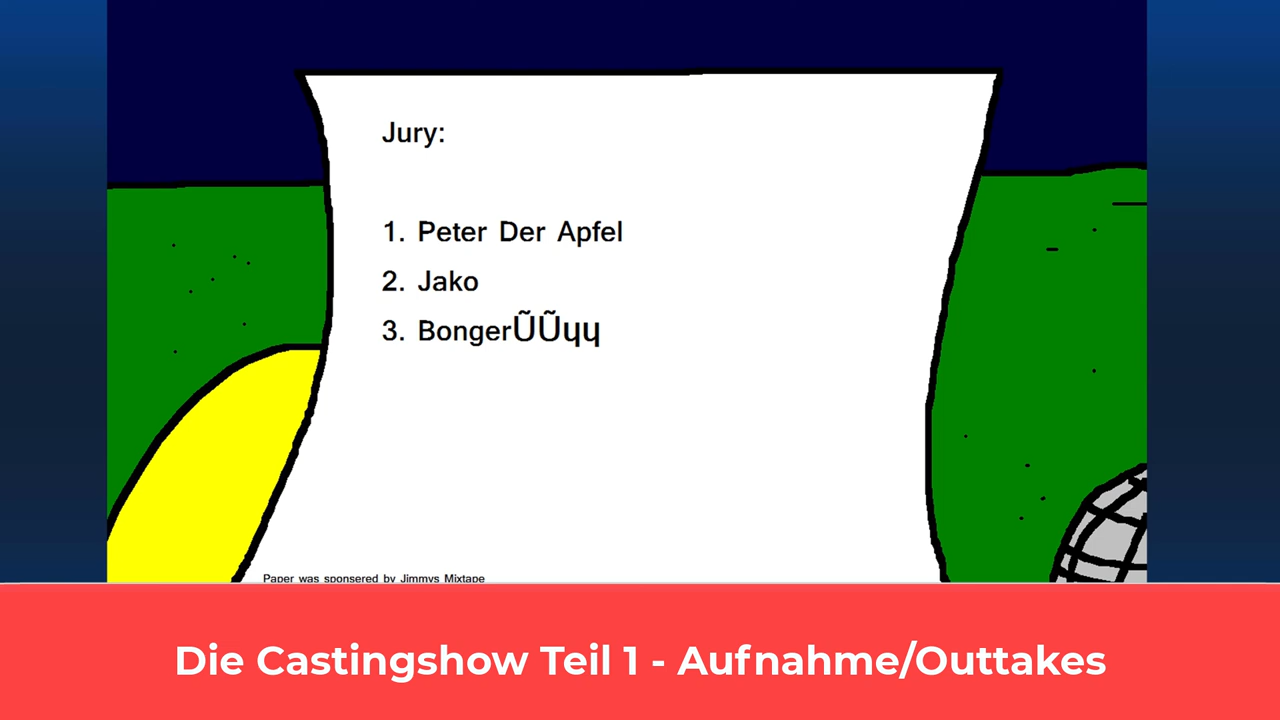 Jury:
1. Peter Der Apfel
2. Jako
3. BongerŨŨųų
Paper was sponsered by Jimmys Mixtape
Die Castingshow Teil 1 - Aufnahme/Outtakes